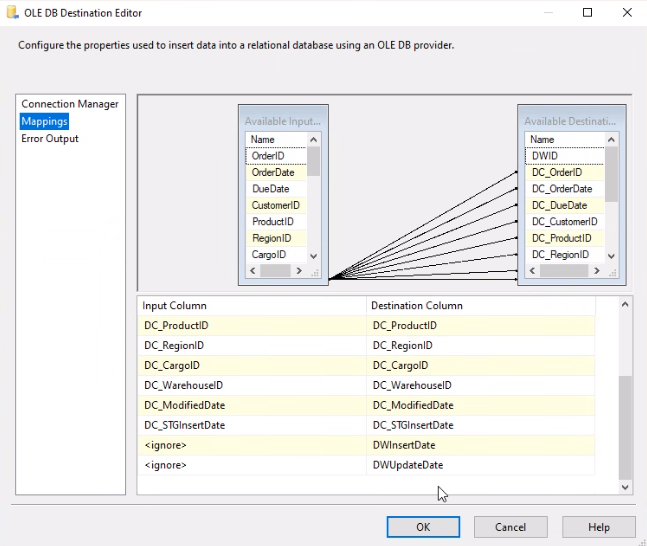 OLE DB Destination Editor
Configure the properties used to insert data into a relational database using an OLE DB provider.
Connection Manager
Mappings
Error Output
Available Input...
Name
OrderID
OrderDate
DueDate
CustomerID
ProductID
RegionID
CargoID
Available Destinati...
Name
DWID
DC_OrderID
DC_OrderDate
DC_DueDate
DC_CustomerID
DC_ProductID
DC_RegionID
Input Column Destination Column
DC_ProductID DC_ProductID
DC_RegionID DC_RegionID
DC_CargoID DC_CargoID
DC_WarehouseID DC_WarehouseID
DC_ModifiedDate DC_ModifiedDate
DC_STGInsertDate DC_STGInsertDate
<ignore> DWInsertDate
<ignore> DWUpdateDate
OK Cancel Help